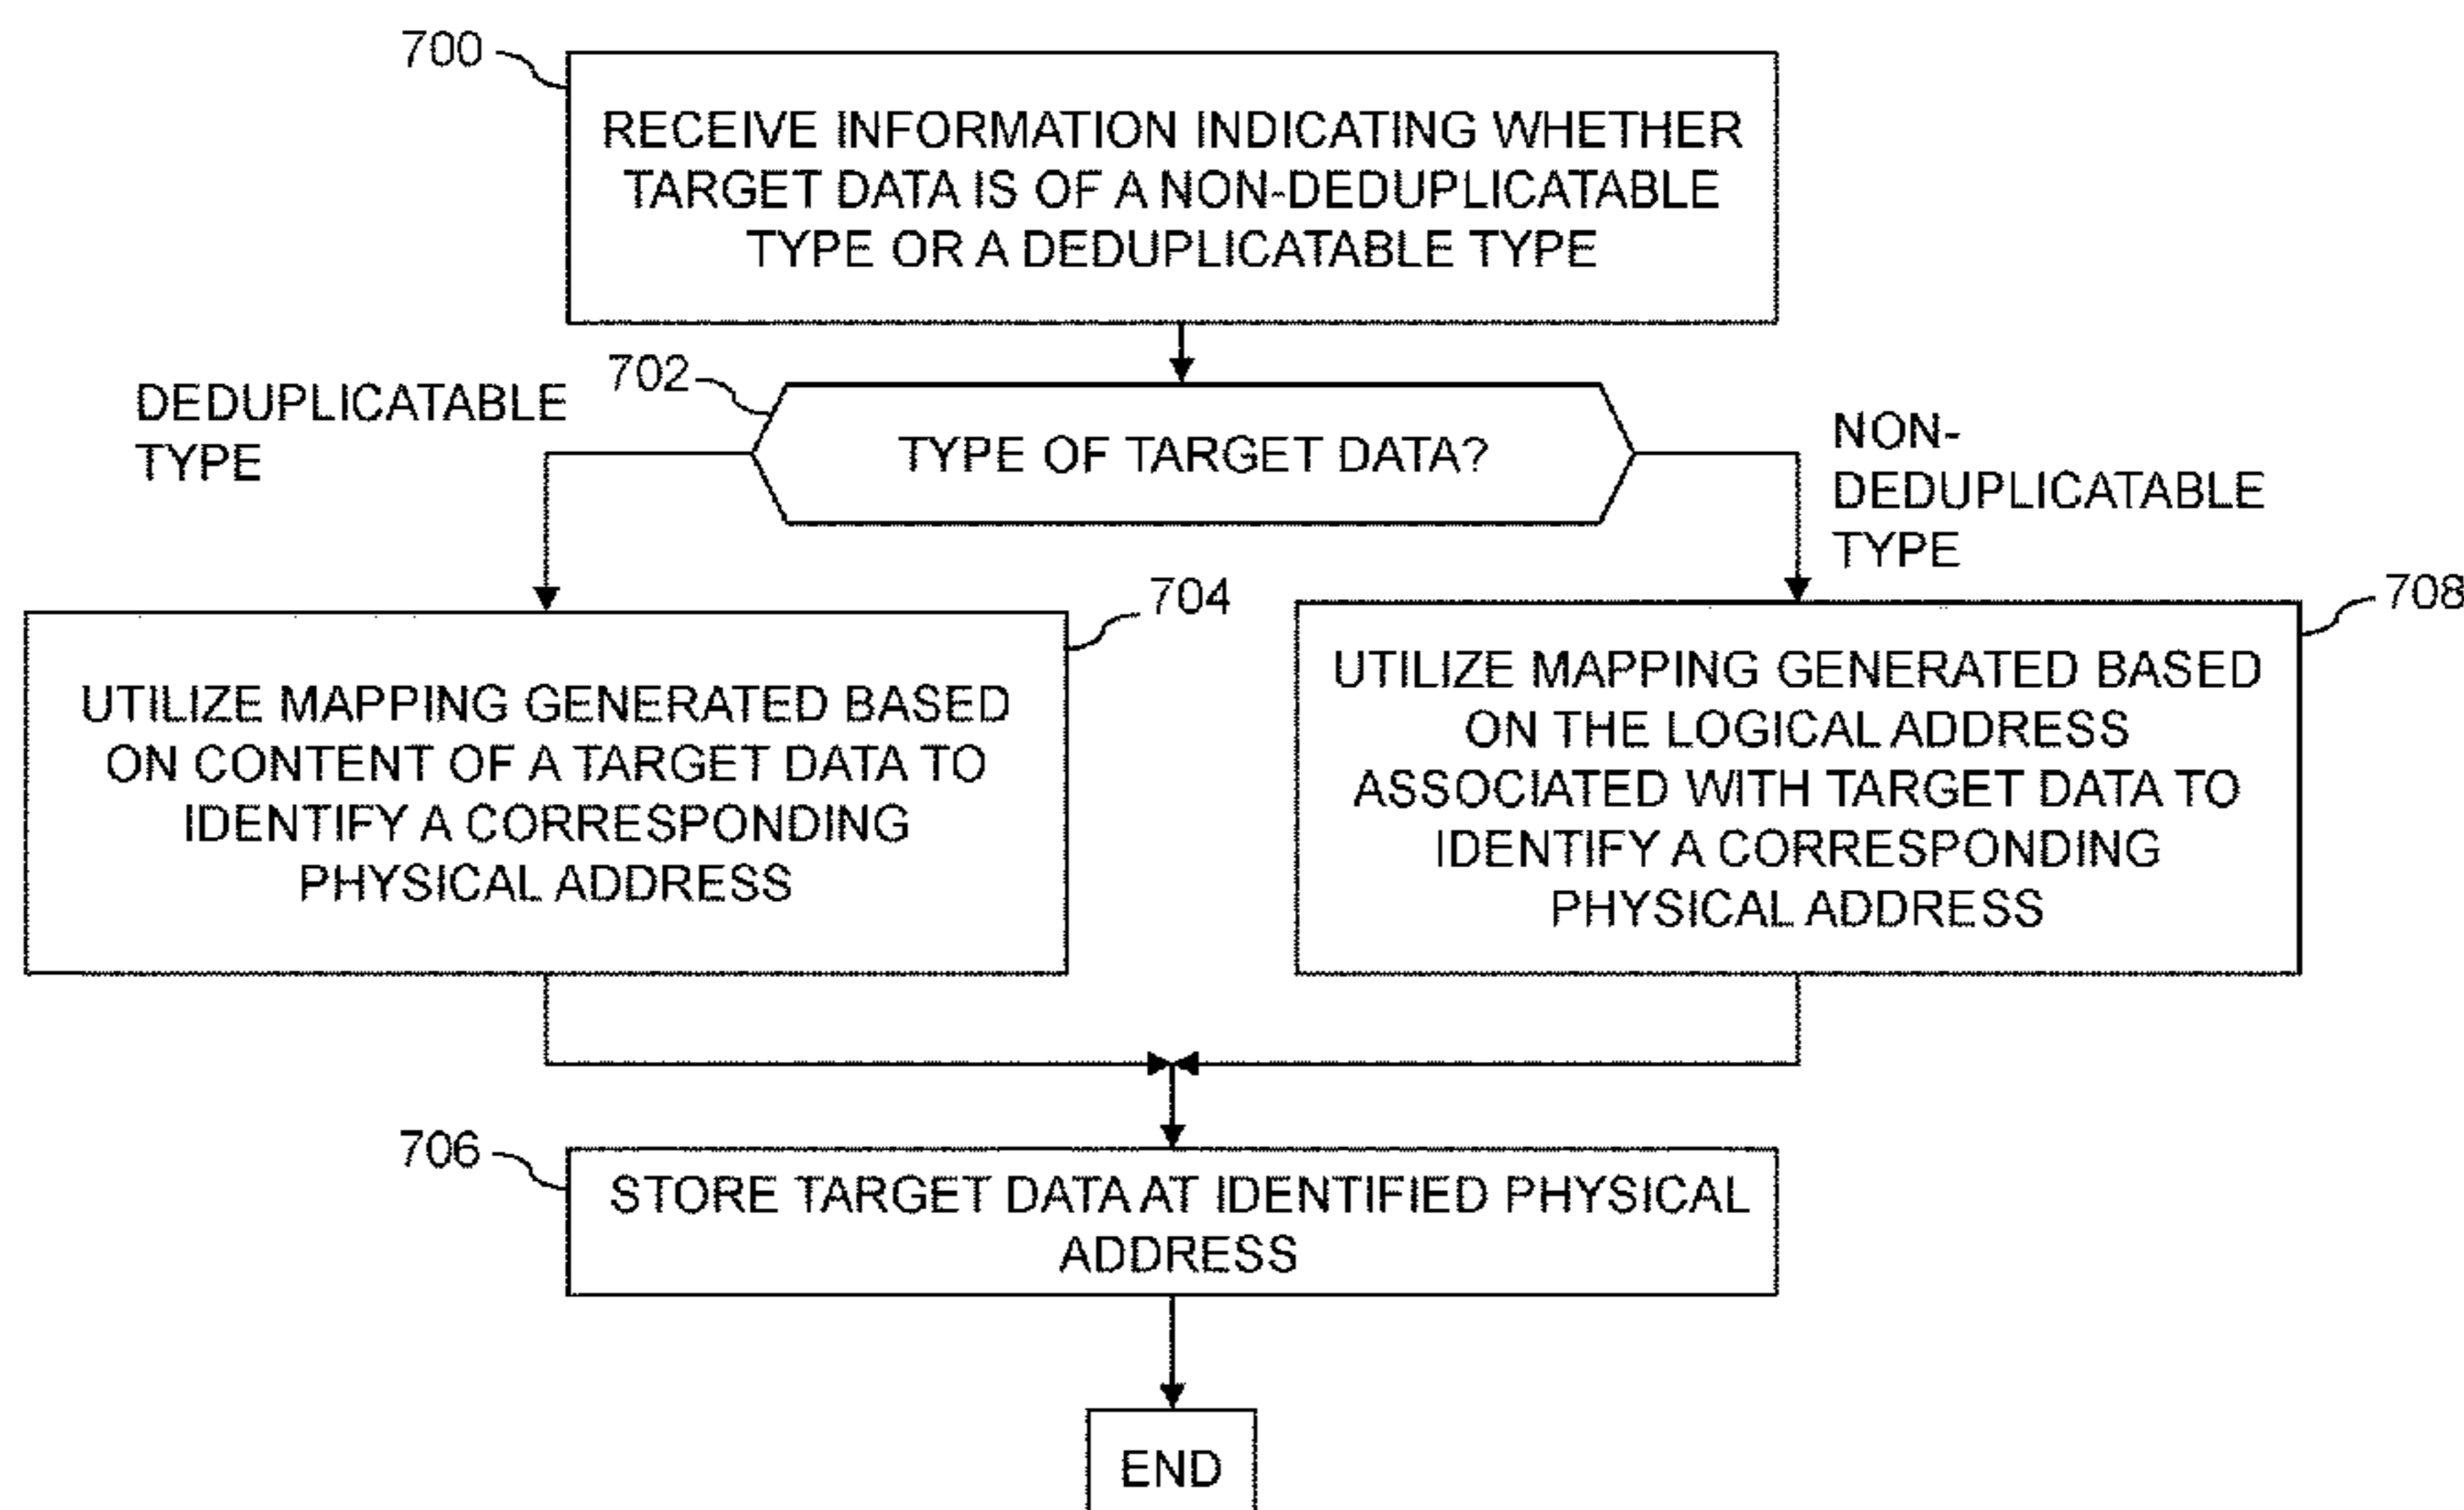 700
RECEIVE INFORMATION INDICATING WHETHER
TARGET DATA IS OF A NON-DEDUPLICATABLE
TYPE OR A DEDUPLICATABLE TYPE
702
DEDUPLICATABLE
TYPE
TYPE OF TARGET DATA?
NON-
DEDUPLICATABLE
TYPE
704
UTILIZE MAPPING GENERATED BASED
ON CONTENT OF A TARGET DATA TO
IDENTIFY A CORRESPONDING
PHYSICAL ADDRESS
708
UTILIZE MAPPING GENERATED BASED
ON THE LOGICAL ADDRESS
ASSOCIATED WITH TARGET DATA TO
IDENTIFY A CORRESPONDING
PHYSICAL ADDRESS
706
STORE TARGET DATA AT IDENTIFIED PHYSICAL
ADDRESS
END